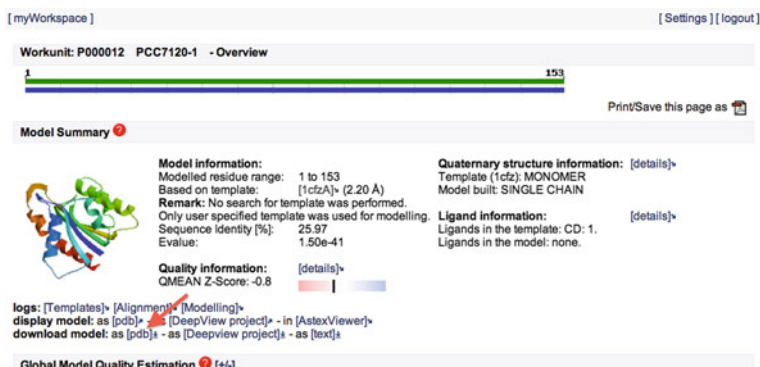 [ myWorkspace ] [ Settings ] [ logout ]
Workunit: P000012 PCC7120-1 - Overview
1 153
Print/Save this page as
Model Summary ?
Model information:
Modelled residue range: 1 to 153
Based on template: [1cfzA] (2.20 Å)
Remark: No search for template was performed.
Only user specified template was used for modelling.
Sequence Identity [%]: 25.97
Evalue: 1.50e-41
Quality information: [details]
QMEAN Z-Score: -0.8
Quaternary structure information: [details]
Template (1cfz): MONOMER
Model built: SINGLE CHAIN
Ligand information: [details]
Ligands in the template: CD: 1.
Ligands in the model: none.
logs: [Templates] [Alignment] [Modelling]
display model: as [pdb] - as [DeepView project] - in [AstexViewer]
download model: as [pdb] - as [Deepview project] - as [text]
Global Model Quality Estimation ? [+/-]